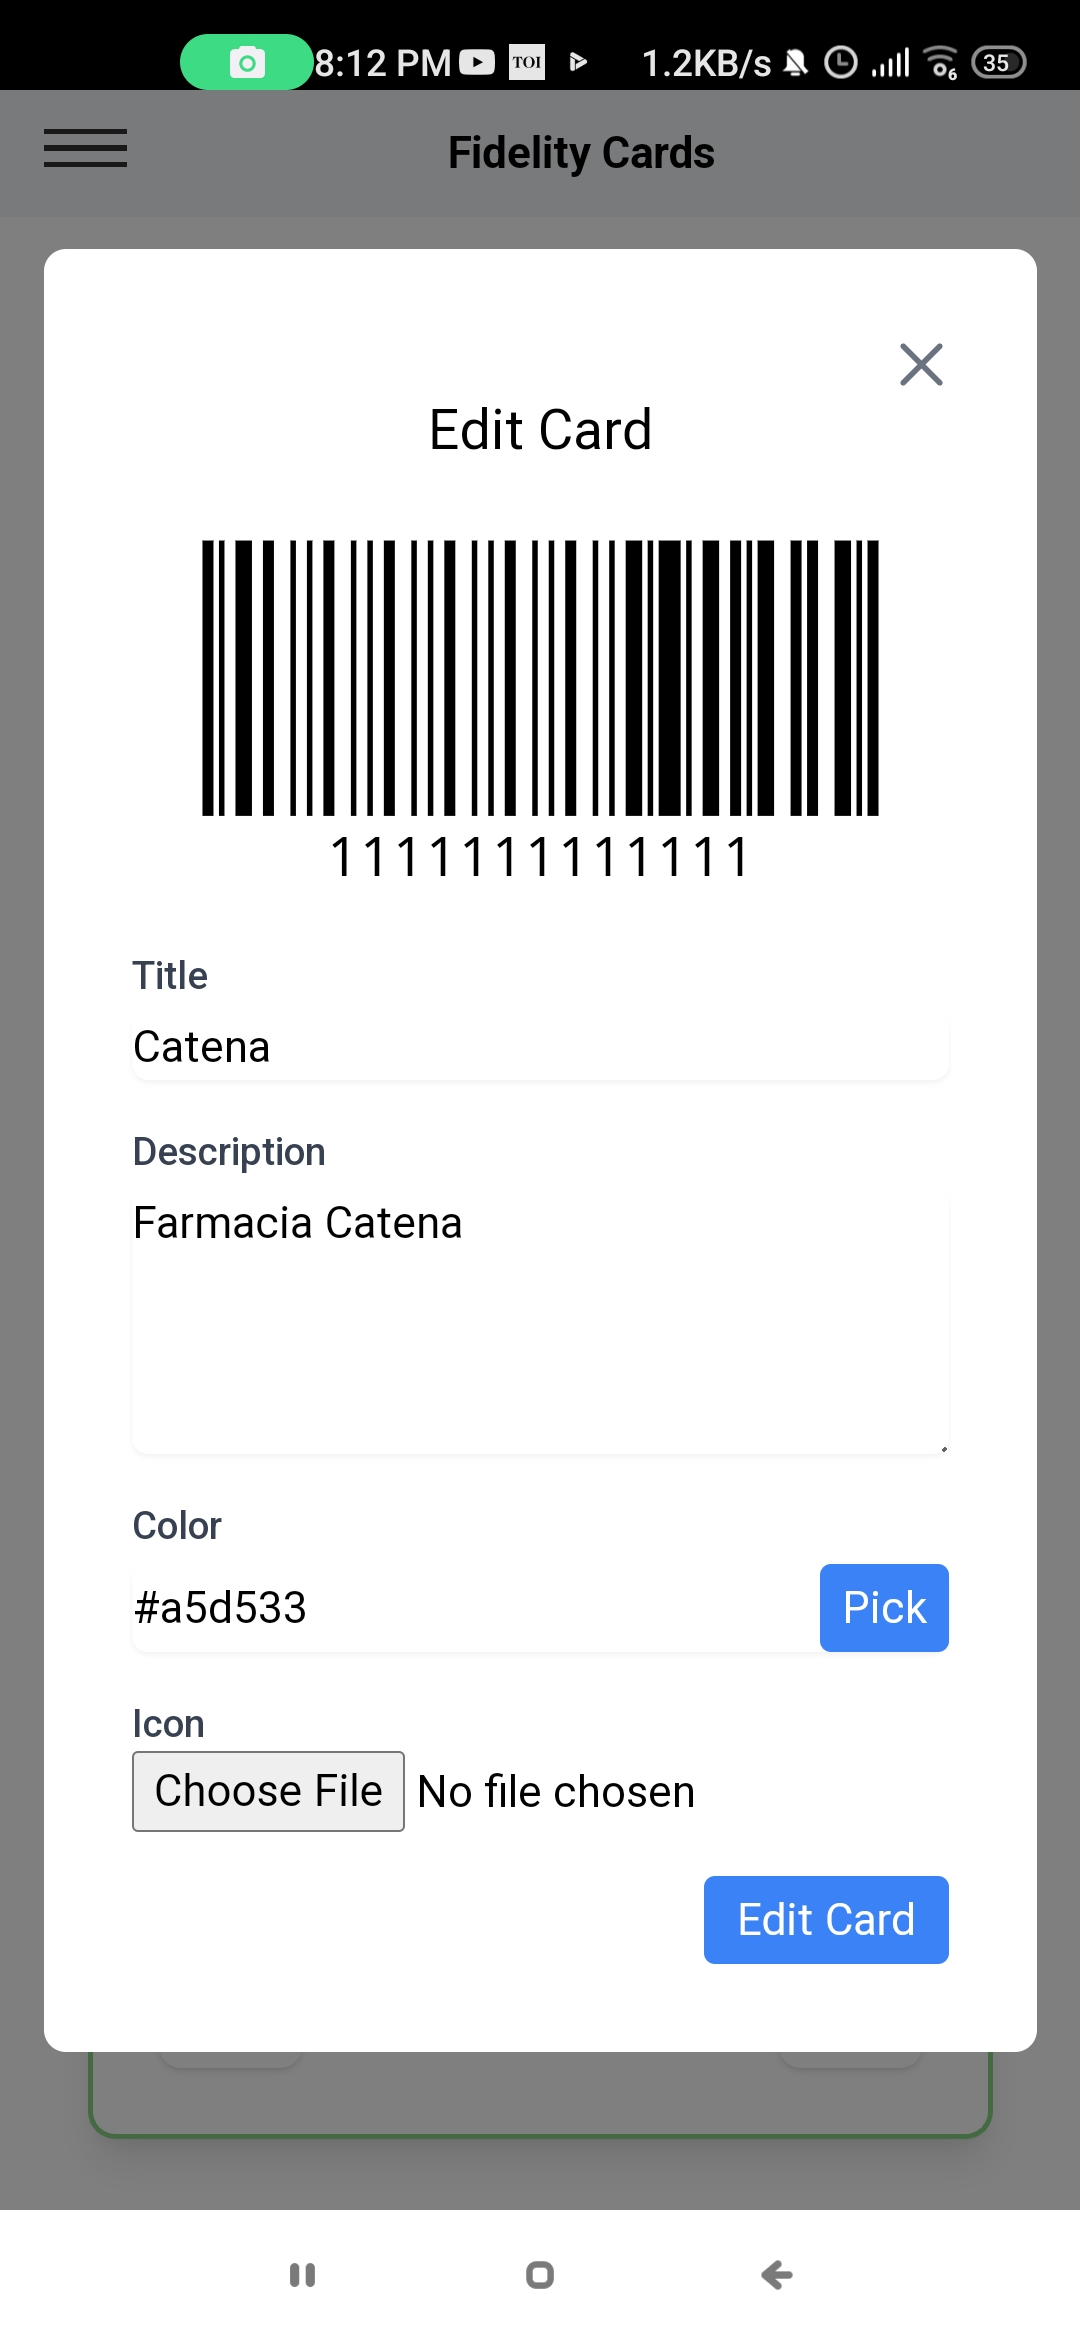 8:12 PM TOI 1.2KB/s 6 35
Fidelity Cards
Edit Card
1111111111111
Title
Catena
Description
Farmacia Catena
Color
#a5d533 Pick
Icon
Choose File No file chosen
Edit Card